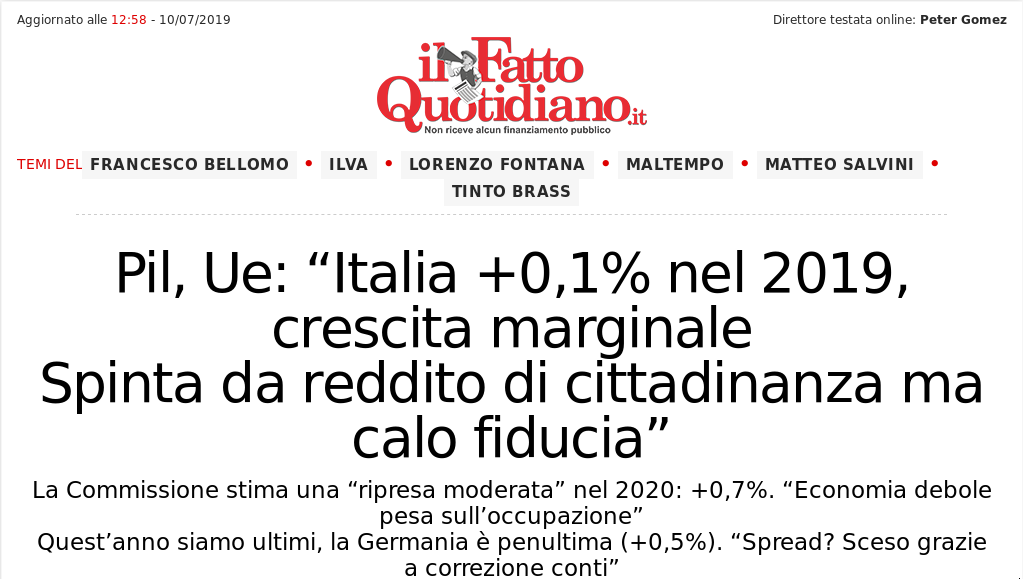 Aggiornato alle 12:58 - 10/07/2019
Direttore testata online: Peter Gomez
il Fatto
Quotidiano.it
Non riceve alcun finanziamento pubblico
TEMI DEL FRANCESCO BELLOMO • ILVA • LORENZO FONTANA • MALTEMPO • MATTEO SALVINI •
TINTO BRASS
Pil, Ue: “Italia +0,1% nel 2019,
crescita marginale
Spinta da reddito di cittadinanza ma
calo fiducia”
La Commissione stima una “ripresa moderata” nel 2020: +0,7%. “Economia debole
pesa sull’occupazione”
Quest’anno siamo ultimi, la Germania è penultima (+0,5%). “Spread? Sceso grazie
a correzione conti”